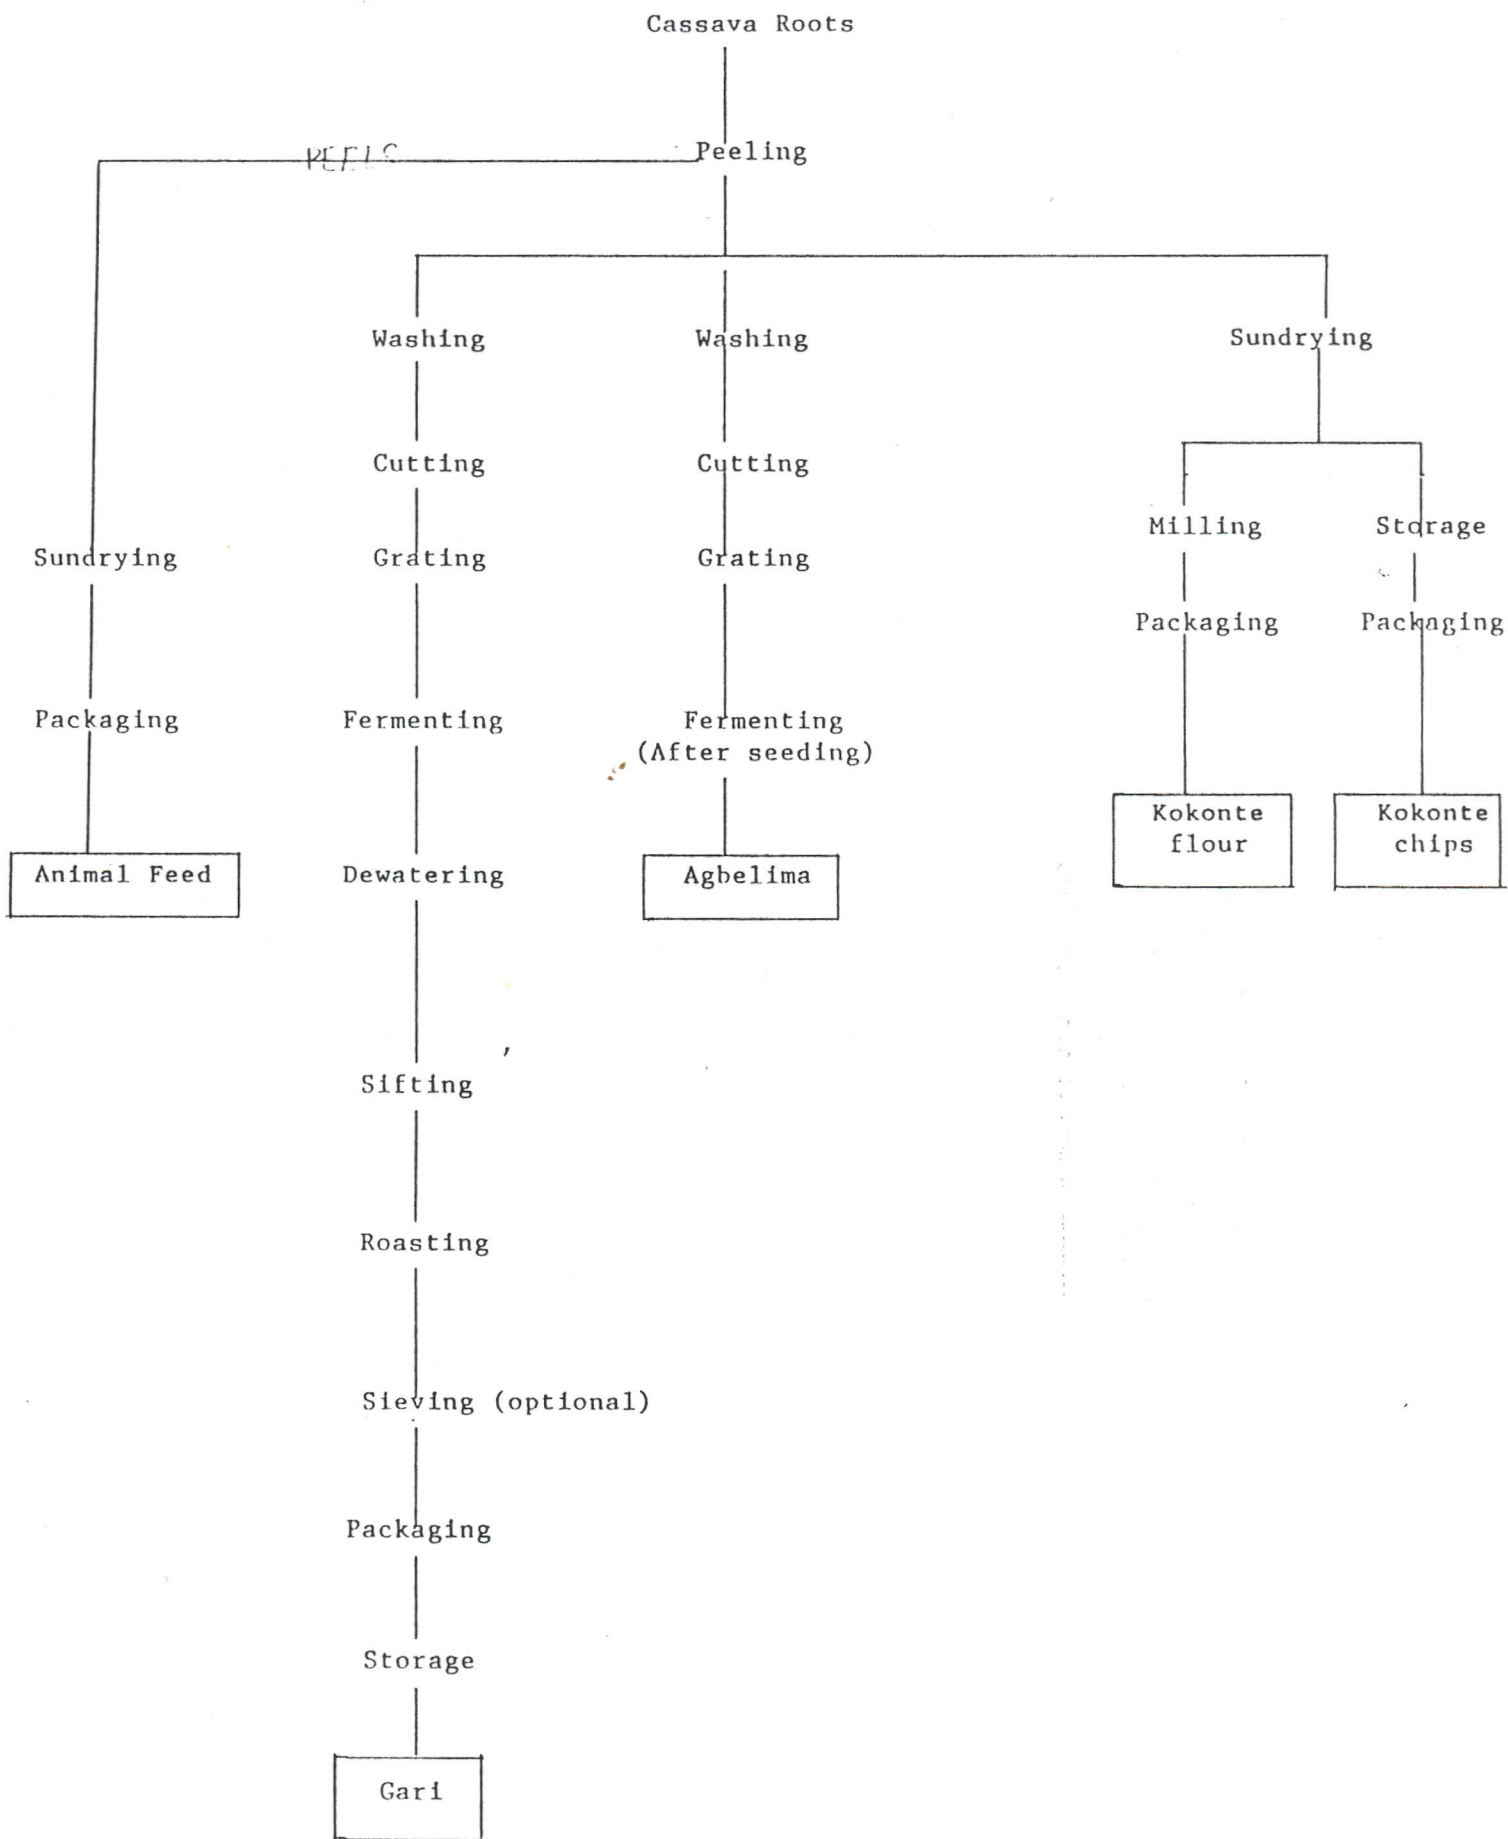 Cassava Roots
PEELS
Peeling
Washing
Washing
Sundrying
Cutting
Cutting
Milling
Storage
Sundrying
Grating
Grating
Packaging
Packaging
Packaging
Fermenting
Fermenting
(After seeding)
Kokonte
flour
Kokonte
chips
Animal Feed
Dewatering
Agbelima
Sifting
Roasting
Sieving (optional)
Packaging
Storage
Gari